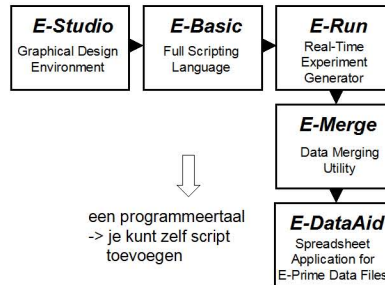 E-Studio
Graphical Design
Environment
E-Basic
Full Scripting
Language
E-Run
Real-Time
Experiment
Generator
E-Merge
Data Merging
Utility
een programmeertaal
-> je kunt zelf script
toevoegen
E-DataAid
Spreadsheet
Application for
E-Prime Data Files